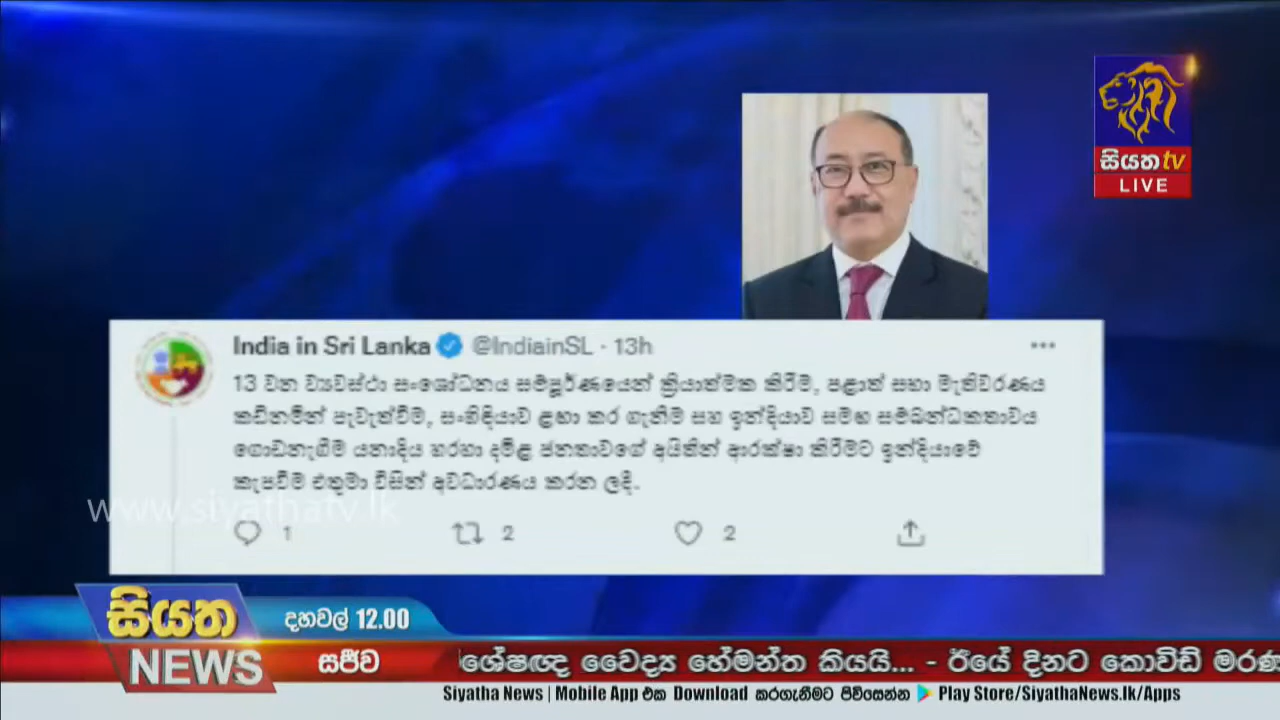 සියත tv
LIVE
India in Sri Lanka @IndiainSL · 13h
13 වන ව්‍යවස්ථා සංශෝධනය සම්පූර්ණයෙන් ක්‍රියාත්මක කිරීම, පළාත් සභා මැතිවරණය
කඩිනමින් පැවැත්වීම, සංහිඳියාව ළඟා කර ගැනීම සහ ඉන්දියාව සමඟ සම්බන්ධකතාවය
ගොඩනැගීම යනාදිය හරහා දමිළ ජනතාවගේ අයිතීන් ආරක්ෂා කිරීමට ඉන්දියාවේ
කැපවීම එතුමා විසින් අවධාරණය කරන ලදී.
www.siyathatv.lk
1 2 2
සියත
NEWS
දහවල් 12.00
සජීව
ශේෂඥ වෛද්‍ය හේමන්ත කියයි... - ඊයේ දිනට කොවිඩ් මරණ
Siyatha News | Mobile App එක Download කරගැනීමට පිවිසෙන්න Play Store/SiyathaNews.lk/Apps